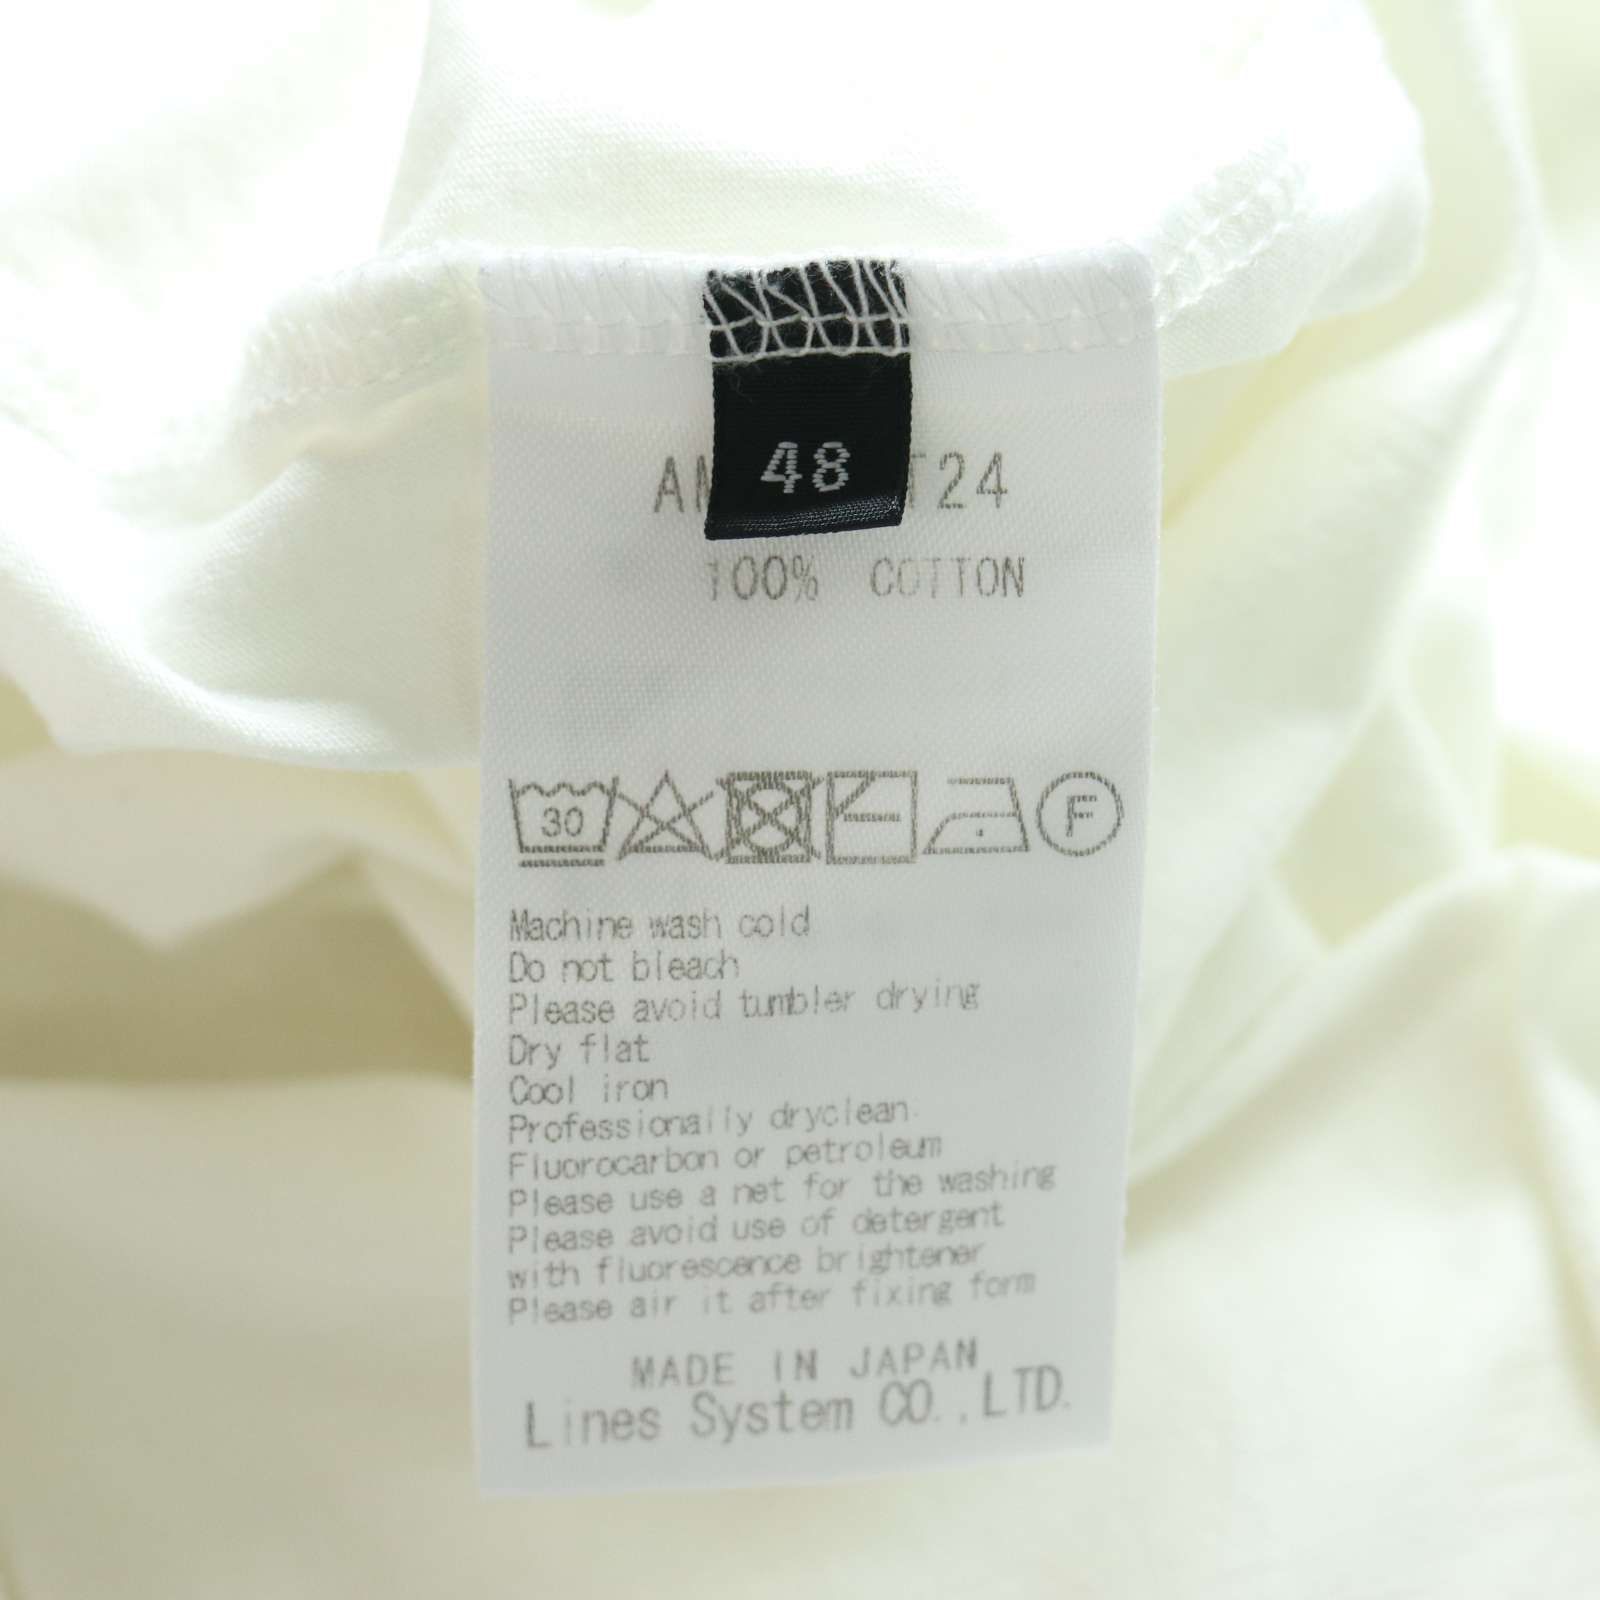 48
T24
100% COTTON
30
F
Machine wash cold
Do not bleach
Please avoid tumbler drying
Dry flat
Cool iron
Professionally dryclean.
Fluorocarbon or petroleum
Please use a net for the washing
Please avoid use of detergent
with fluorescence brightener
Please air it after fixing form
MADE IN JAPAN
Lines System CO.,LTD.